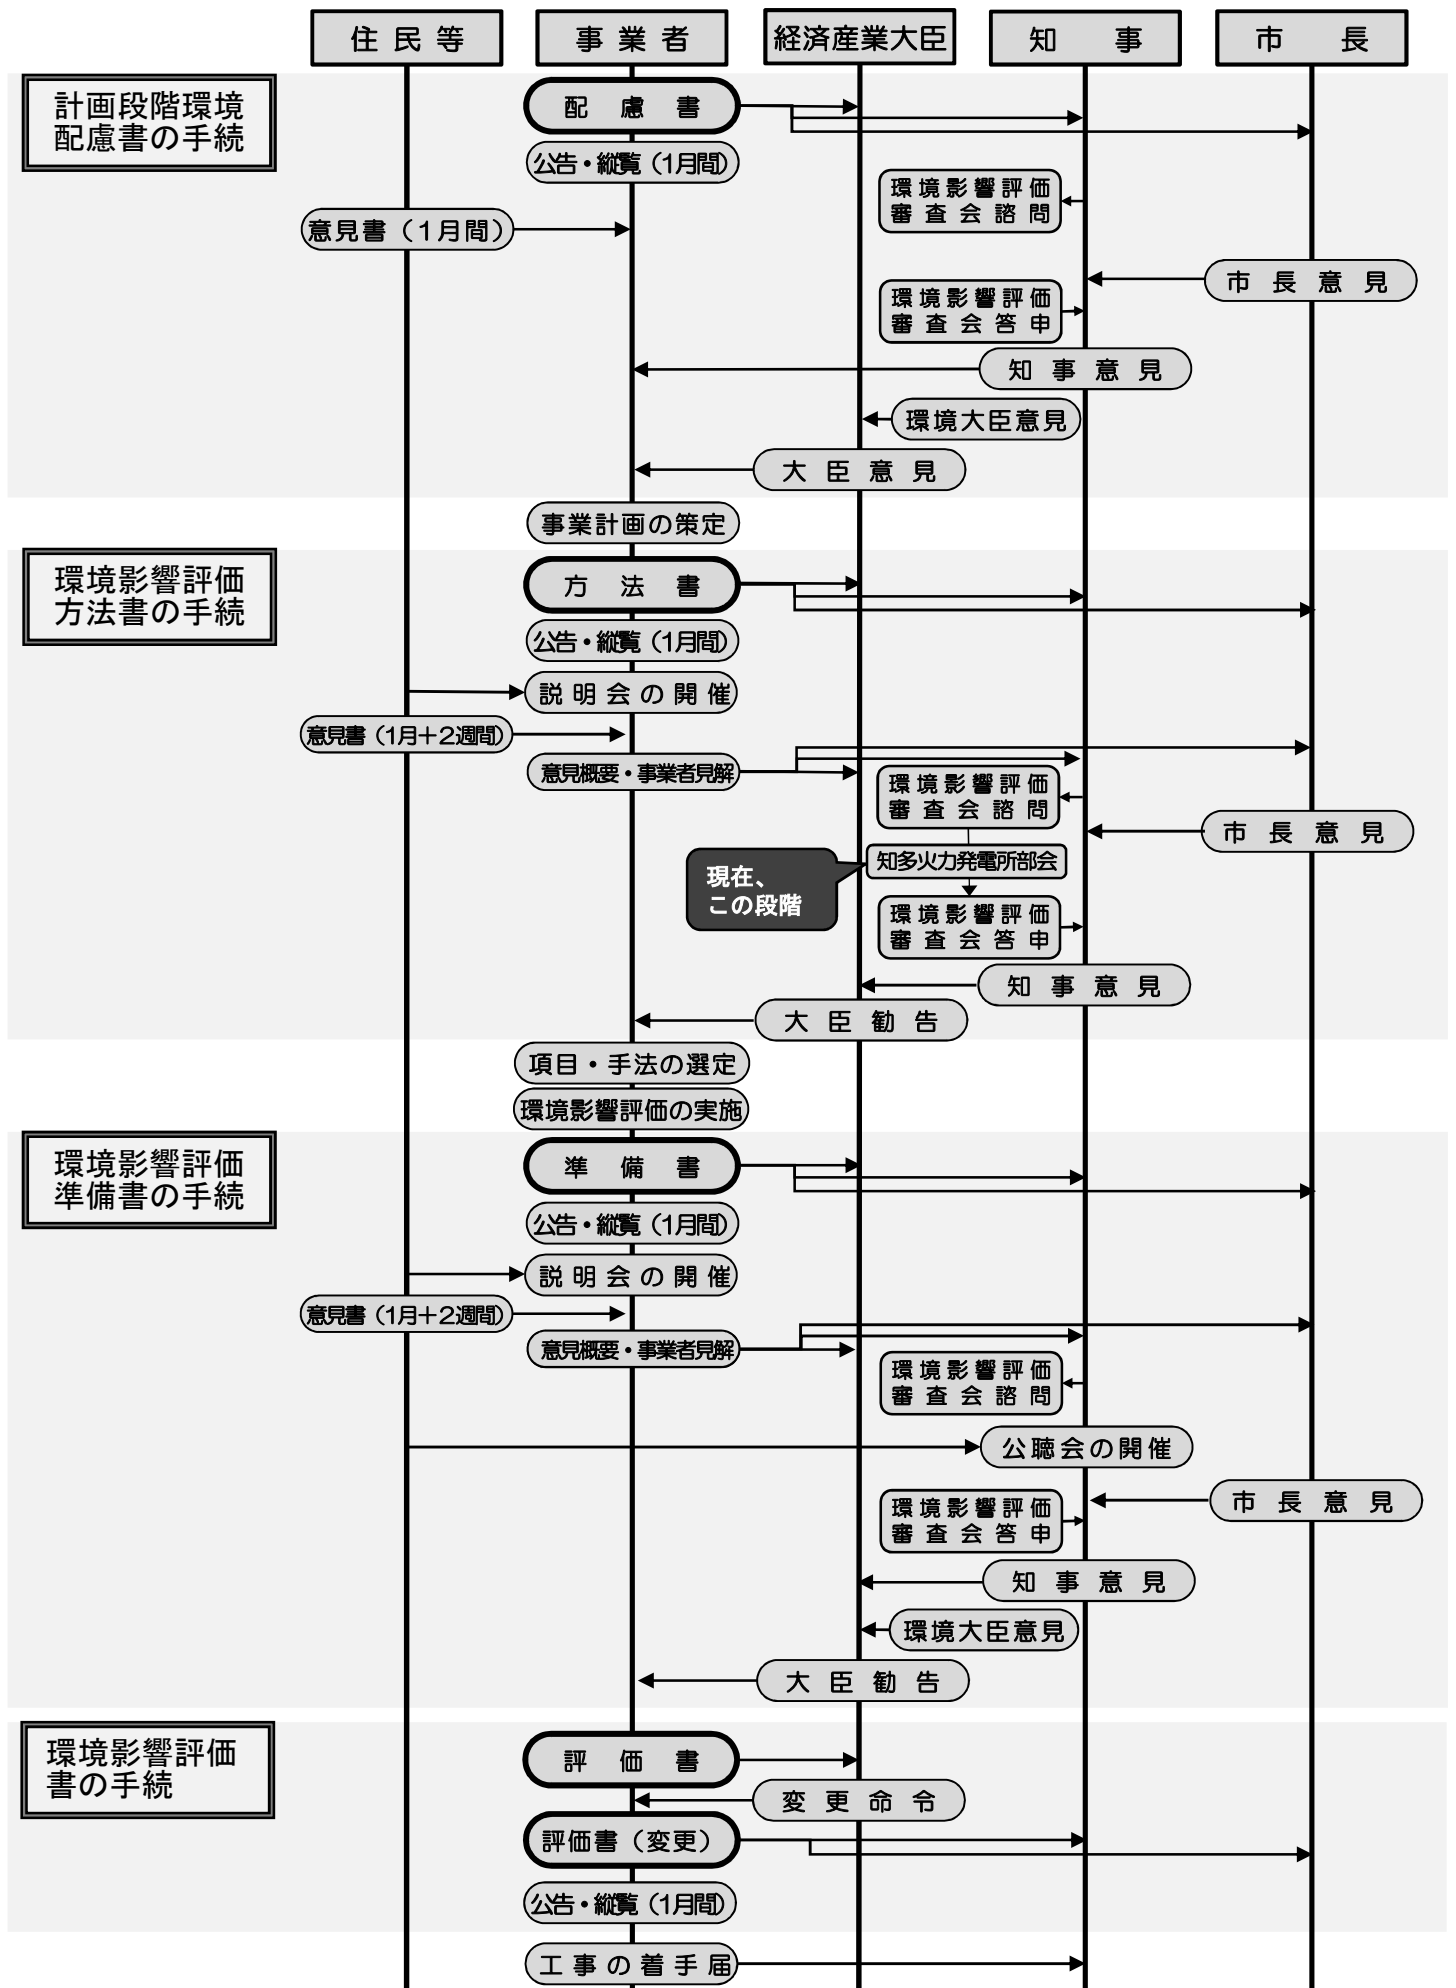 住民等
事業者
経済産業大臣
知事
市長
計画段階環境
配慮書の手続
配慮書
公告・縦覧（1月間）
環境影響評価
審査会諮問
意見書（1月間）
市長意見
環境影響評価
審査会答申
知事意見
環境大臣意見
大臣意見
事業計画の策定
環境影響評価
方法書の手続
方法書
公告・縦覧（1月間）
説明会の開催
意見書（1月＋2週間）
意見概要・事業者見解
環境影響評価
審査会諮問
市長意見
知多火力発電所部会
現在、
この段階
環境影響評価
審査会答申
知事意見
大臣勧告
項目・手法の選定
環境影響評価の実施
環境影響評価
準備書の手続
準備書
公告・縦覧（1月間）
説明会の開催
意見書（1月＋2週間）
意見概要・事業者見解
環境影響評価
審査会諮問
公聴会の開催
市長意見
環境影響評価
審査会答申
知事意見
環境大臣意見
大臣勧告
環境影響評価
書の手続
評価書
変更命令
評価書（変更）
公告・縦覧（1月間）
工事の着手届